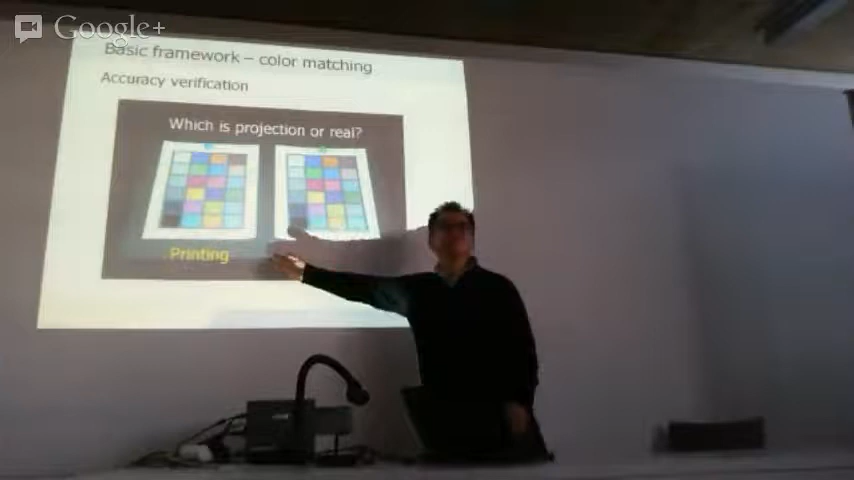 Google+
Basic framework – color matching
Accuracy verification
Which is projection or real?
Printing